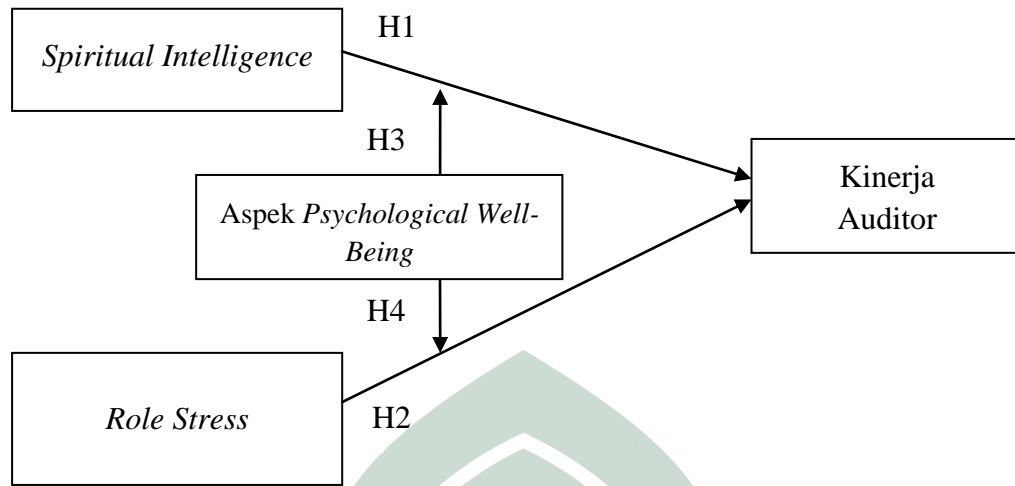 H1
Spiritual Intelligence
H3
Kinerja
Auditor
Aspek Psychological Well-
Being
H4
Role Stress
H2